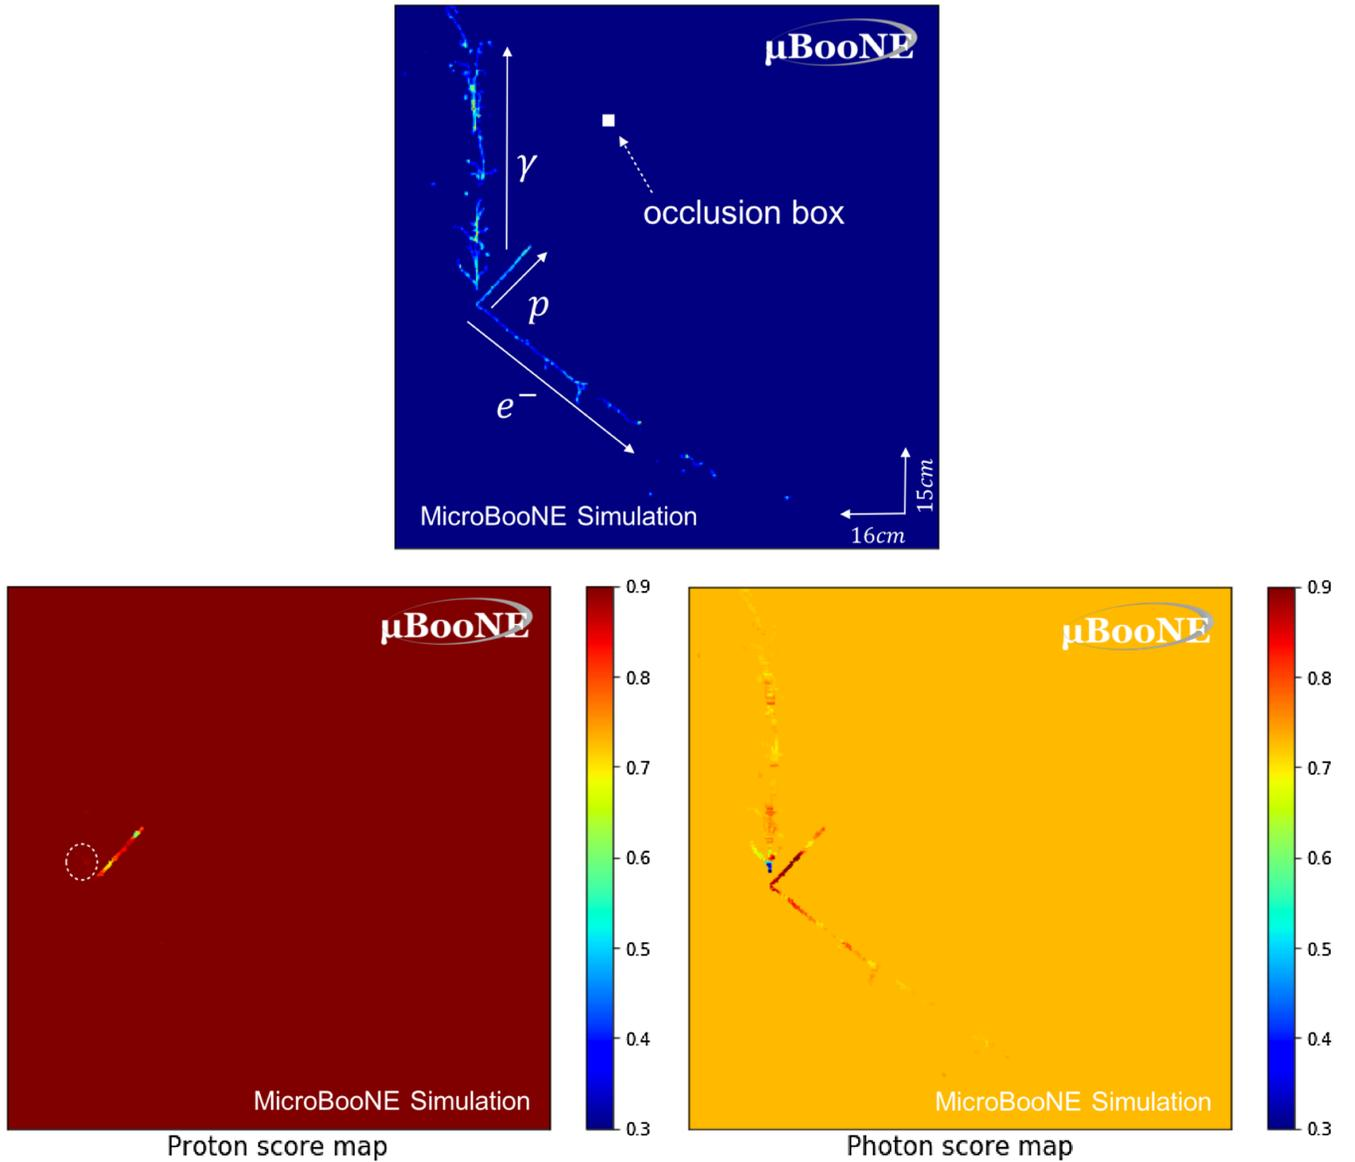 μBooNE
γ
occlusion box
p
e⁻
15cm
16cm
MicroBooNE Simulation
μBooNE
0.9
0.8
0.7
0.6
0.5
0.4
0.3
MicroBooNE Simulation
Proton score map
μBooNE
0.9
0.8
0.7
0.6
0.5
0.4
0.3
MicroBooNE Simulation
Photon score map